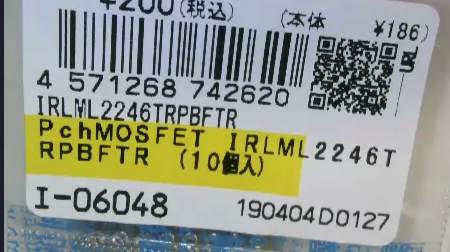 ¥200(税込)
(本体 ¥186)
4 571268 742620
IRLML2246TRPBFTR
PchMOSFET IRLML2246T
RPBFTR (10個入)
I-06048
190404D0127